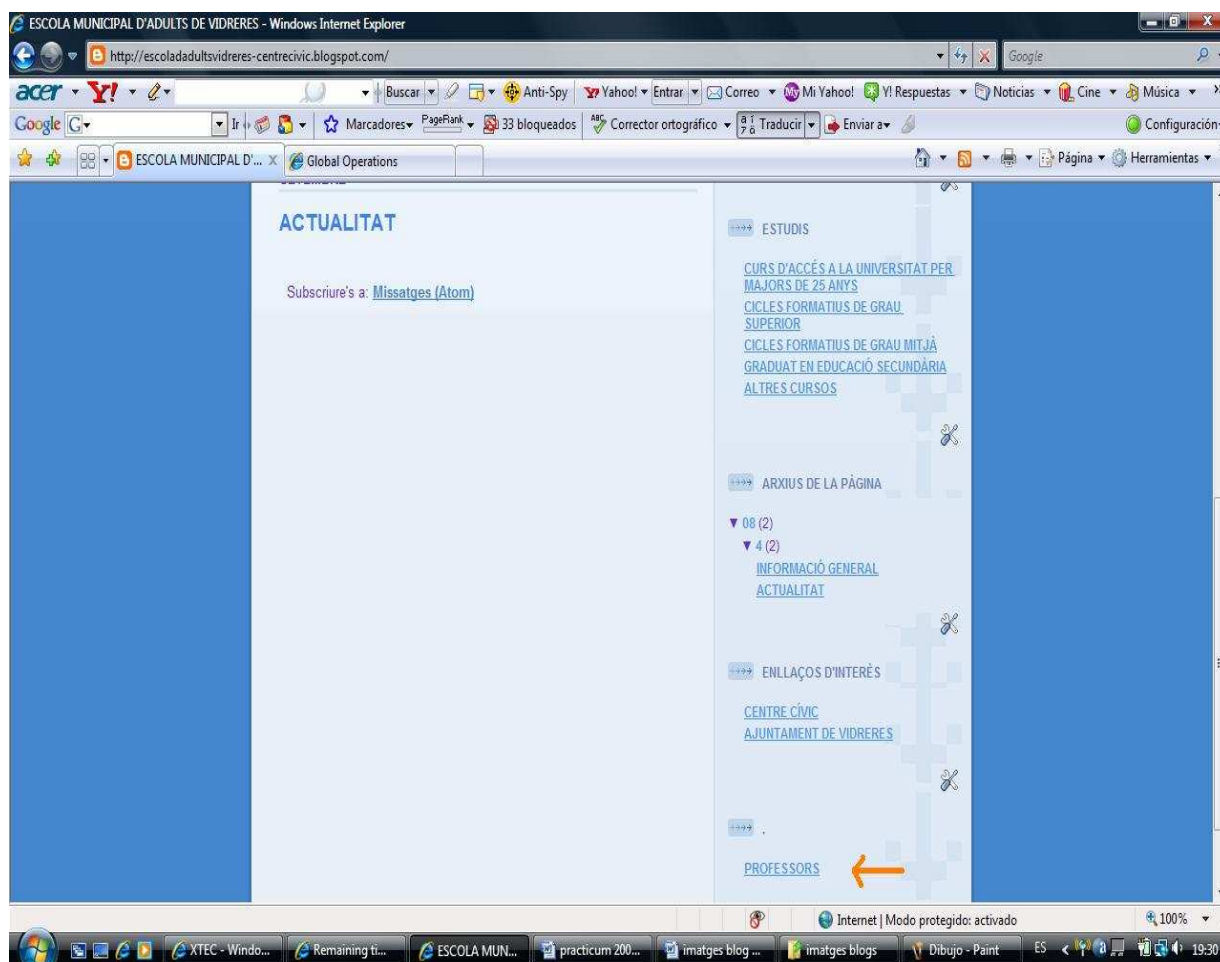 ESCOLA MUNICIPAL D'ADULTS DE VIDRERES - Windows Internet Explorer
http://escoladadultsvidreres-centrecivic.blogspot.com/
Google
acer Y! Buscar Anti-Spy Yahoo! Entrar Correo Mi Yahoo! Y! Respuestas Noticias Cine Música
Google G Ir Marcadores PageRank 33 bloqueados Corrector ortográfico Traducir Enviar a Configuración
ESCOLA MUNICIPAL D'... X Global Operations Página Herramientas
ACTUALITAT
Subscriure's a: Missatges (Atom)
ESTUDIS
CURS D'ACCÉS A LA UNIVERSITAT PER
MAJORS DE 25 ANYS
CICLES FORMATIUS DE GRAU
SUPERIOR
CICLES FORMATIUS DE GRAU MITJÀ
GRADUAT EN EDUCACIÓ SECUNDÀRIA
ALTRES CURSOS
ARXIUS DE LA PÀGINA
▼ 08 (2)
▼ 4 (2)
INFORMACIÓ GENERAL
ACTUALITAT
ENLLAÇOS D'INTERÈS
CENTRE CÍVIC
AJUNTAMENT DE VIDRERES
.
PROFESSORS
Internet | Modo protegido: activado 100%
XTEC - Windo... Remaining ti... ESCOLA MUN... practicum 200... imatges blog ... imatges blogs Dibujo - Paint ES 19:30